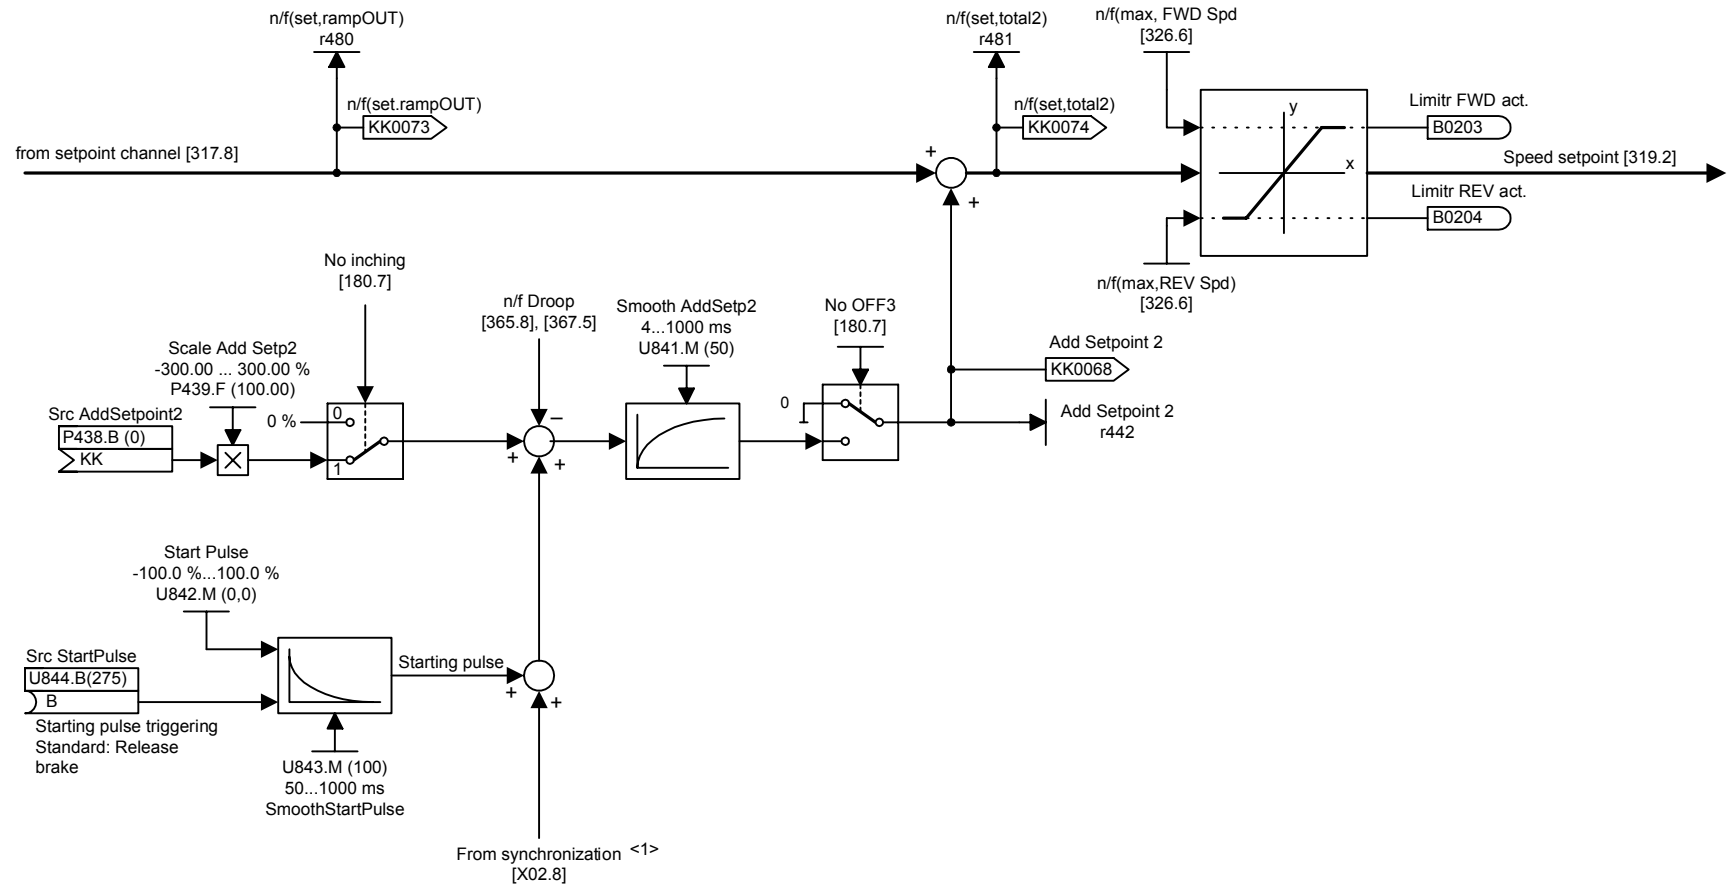 n/f(set,rampOUT)
r480
n/f(set.rampOUT)
KK0073
from setpoint channel [317.8]
+
+
n/f(set,total2)
r481
n/f(set,total2)
KK0074
n/f(max, FWD Spd
[326.6]
y
x
Limitr FWD act.
B0203
Speed setpoint [319.2]
Limitr REV act.
B0204
n/f(max,REV Spd)
[326.6]
No inching
[180.7]
n/f Droop
[365.8], [367.5]
Smooth AddSetp2
4...1000 ms
U841.M (50)
No OFF3
[180.7]
Add Setpoint 2
KK0068
Add Setpoint 2
r442
Scale Add Setp2
-300.00 ... 300.00 %
P439.F (100.00)
Src AddSetpoint2
P438.B (0)
KK
0 %
0
1
–
+
+
0
Start Pulse
-100.0 %...100.0 %
U842.M (0,0)
Src StartPulse
U844.B(275)
B
Starting pulse triggering
Standard: Release
brake
Starting pulse
+
+
U843.M (100)
50...1000 ms
SmoothStartPulse
From synchronization <1>
[X02.8]